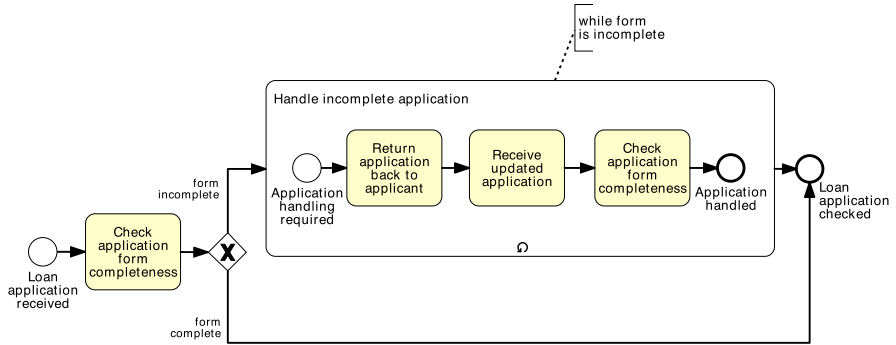 while form
is incomplete
Handle incomplete application
Return
application
back to
applicant
Receive
updated
application
Check
application
form
completeness
Application
handling
required
Application
handled
form
incomplete
Loan
application
checked
Check
application
form
completeness
X
Loan
application
received
form
complete